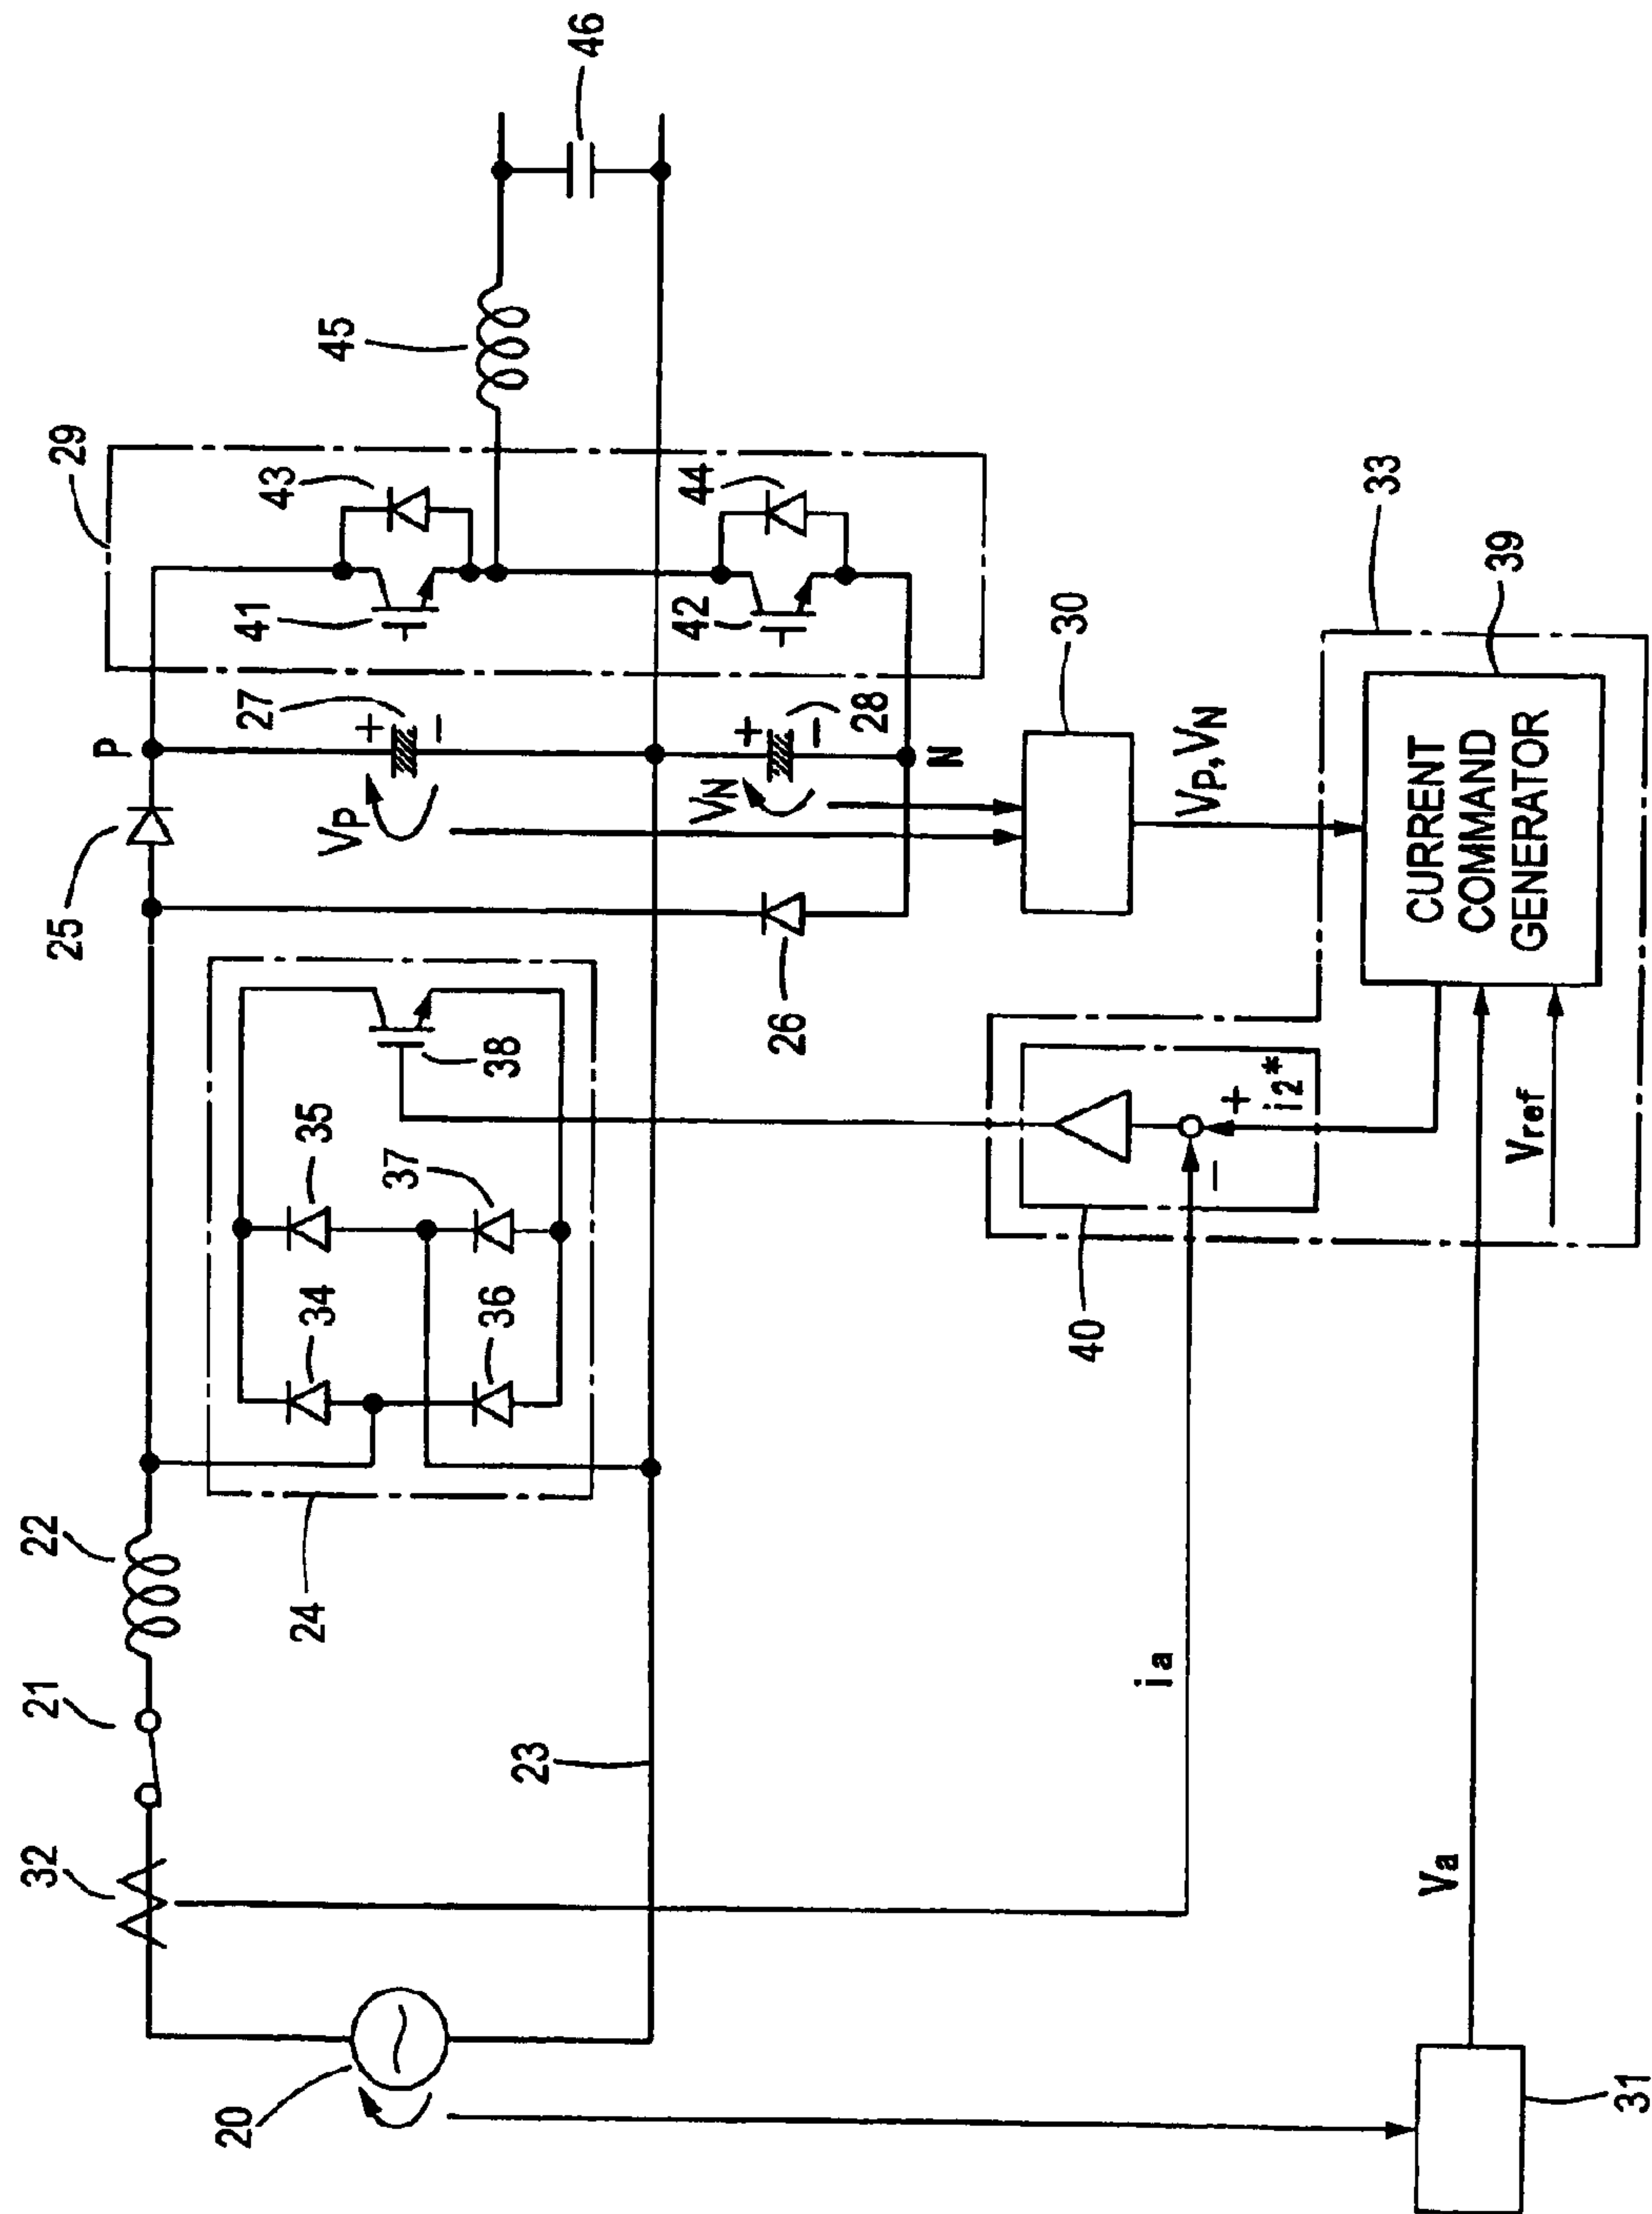 32
21
22
25
P
29
20
24
34
35
36
37
38
27
VP
+
−
41
43
45
46
23
26
VN
+
−
28
N
42
44
ia
40
−
+
i2*
30
VP,VN
33
31
Va
Vref
CURRENT
COMMAND
GENERATOR
39